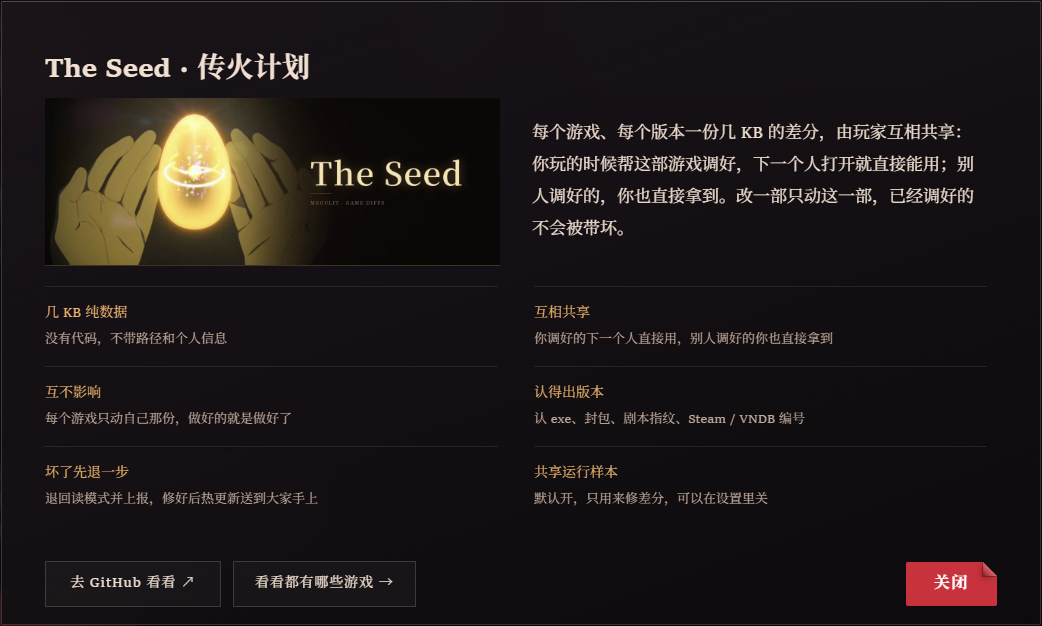 The Seed · 传火计划
The Seed
NEOCLIT · GAME DIFFS
每个游戏、每个版本一份几 KB 的差分，由玩家互相共享：
你玩的时候帮这部游戏调好，下一个人打开就直接能用；别
人调好的，你也直接拿到。改一部只动这一部，已经调好的
不会被带坏。
几 KB 纯数据
没有代码，不带路径和个人信息
互相共享
你调好的下一个人直接用，别人调好的你也直接拿到
互不影响
每个游戏只动自己那份，做好的就是做好了
认得出版本
认 exe、封包、剧本指纹、Steam / VNDB 编号
坏了先退一步
退回读模式并上报，修好后热更新送到大家手上
共享运行样本
默认开，只用来修差分，可以在设置里关
去 GitHub 看看 ↗
看看都有哪些游戏 →
关闭